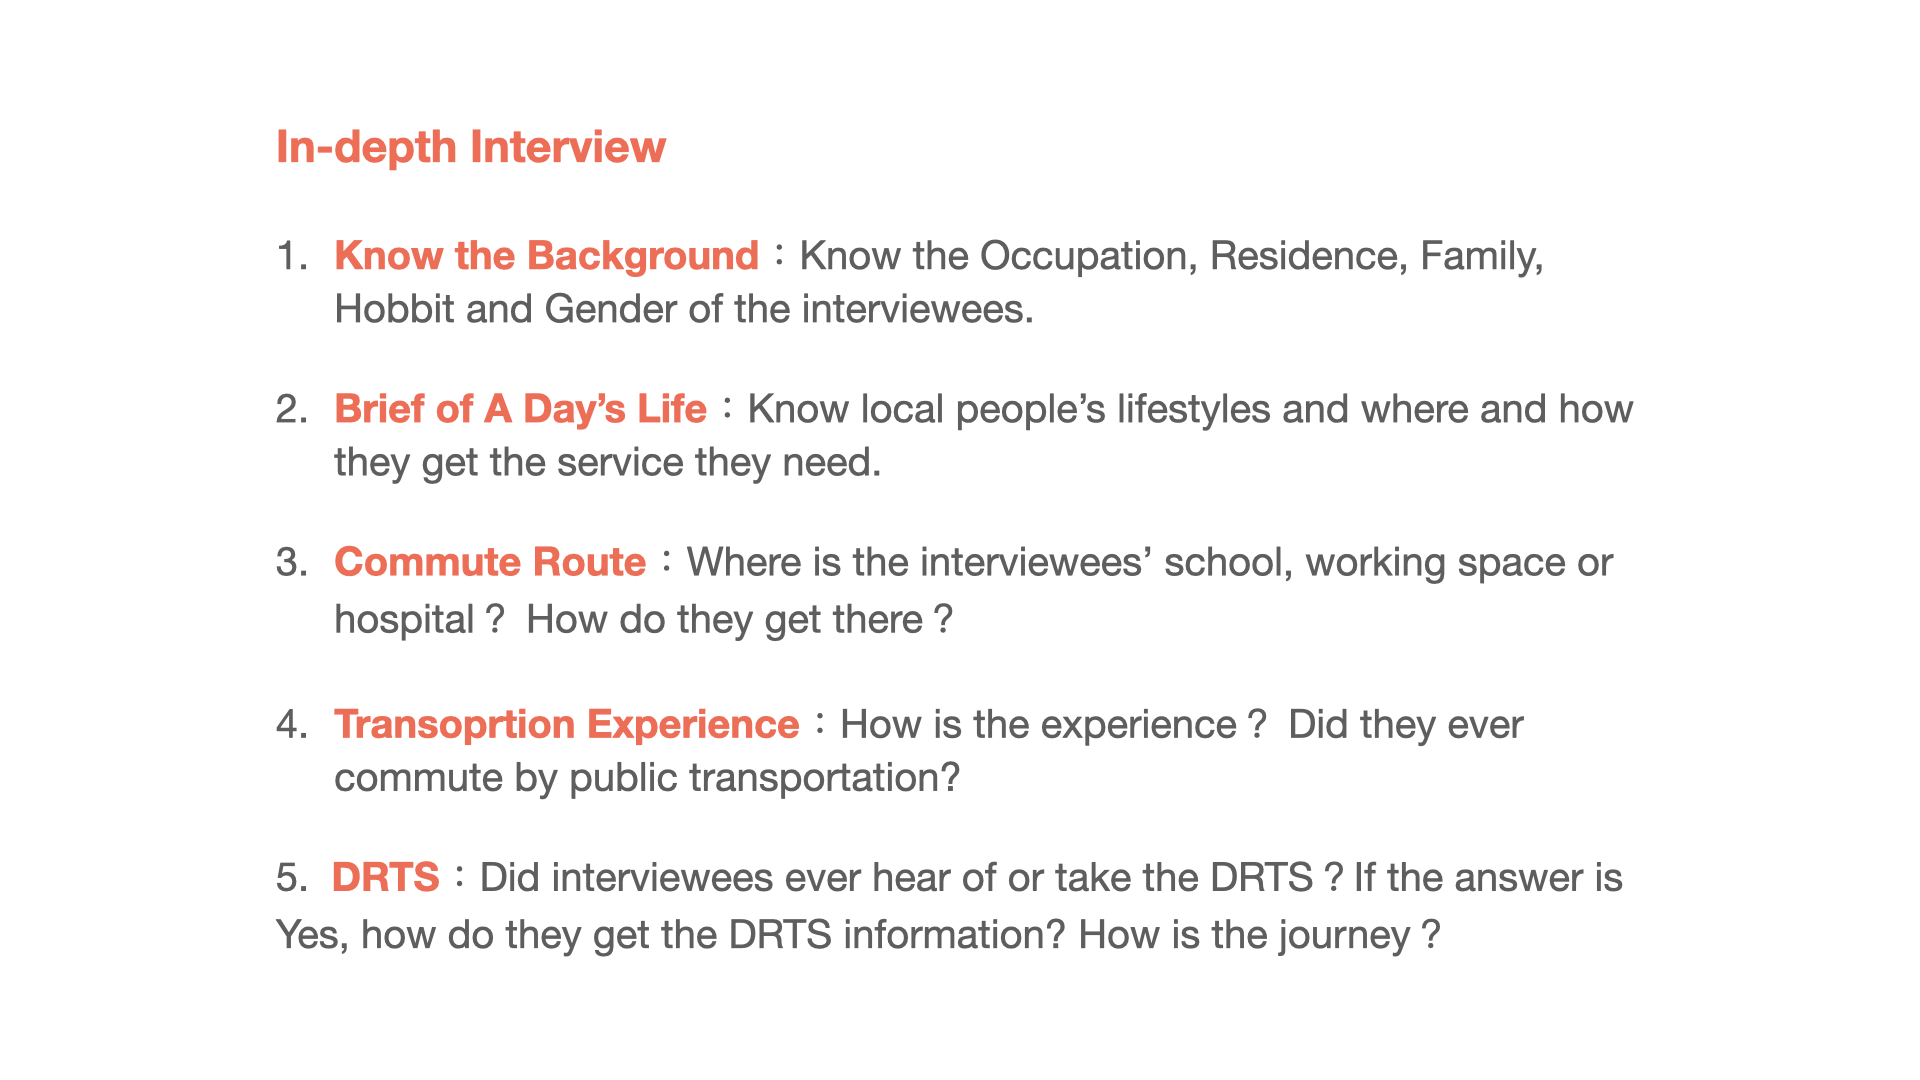 In-depth Interview
1. Know the Background：Know the Occupation, Residence, Family,
Hobbit and Gender of the interviewees.
2. Brief of A Day’s Life：Know local people’s lifestyles and where and how
they get the service they need.
3. Commute Route：Where is the interviewees’ school, working space or
hospital？ How do they get there？
4. Transoprtion Experience：How is the experience？ Did they ever
commute by public transportation?
5. DRTS：Did interviewees ever hear of or take the DRTS？If the answer is
Yes, how do they get the DRTS information? How is the journey？